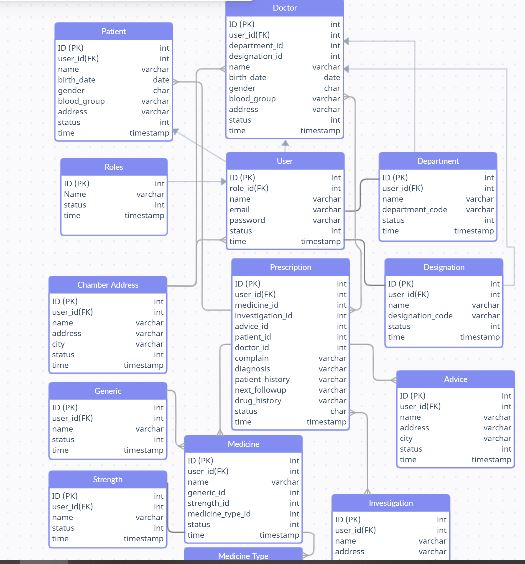 Doctor
ID (PK) int
user_id(FK) int
department_id int
designation_id int
name varchar
birth_date date
gender char
blood_group varchar
address varchar
status int
time timestamp
Patient
ID (PK) int
user_id(FK) int
name varchar
birth_date date
gender char
blood_group varchar
address varchar
status int
time timestamp
Roles
ID (PK) int
Name varchar
status int
time timestamp
User
ID (PK) int
role_id(FK) int
name varchar
email varchar
password varchar
status int
time timestamp
Department
ID (PK) int
user_id(FK) int
name varchar
department_code varchar
status int
time timestamp
Chamber Address
ID (PK) int
user_id(FK) int
name varchar
address varchar
city varchar
status int
time timestamp
Prescription
ID (PK) int
user_id(FK) int
medicine_id int
investigation_id int
advice_id int
patient_id int
doctor_id int
complain varchar
diagnosis varchar
patient_history varchar
next_followup varchar
drug_history varchar
status char
time timestamp
Designation
ID (PK) int
user_id(FK) int
name varchar
designation_code varchar
status int
time timestamp
Generic
ID (PK) int
user_id(FK) int
name varchar
status int
time timestamp
Advice
ID (PK) int
user_id(FK) int
name varchar
address varchar
city varchar
status int
time timestamp
Strength
ID (PK) int
user_id(FK) int
name varchar
status int
time timestamp
Medicine
ID (PK) int
user_id(FK) int
name varchar
generic_id int
strength_id int
medicine_type_id int
status int
time timestamp
Investigation
ID (PK) int
user_id(FK) int
name varchar
address varchar
Medicine Type